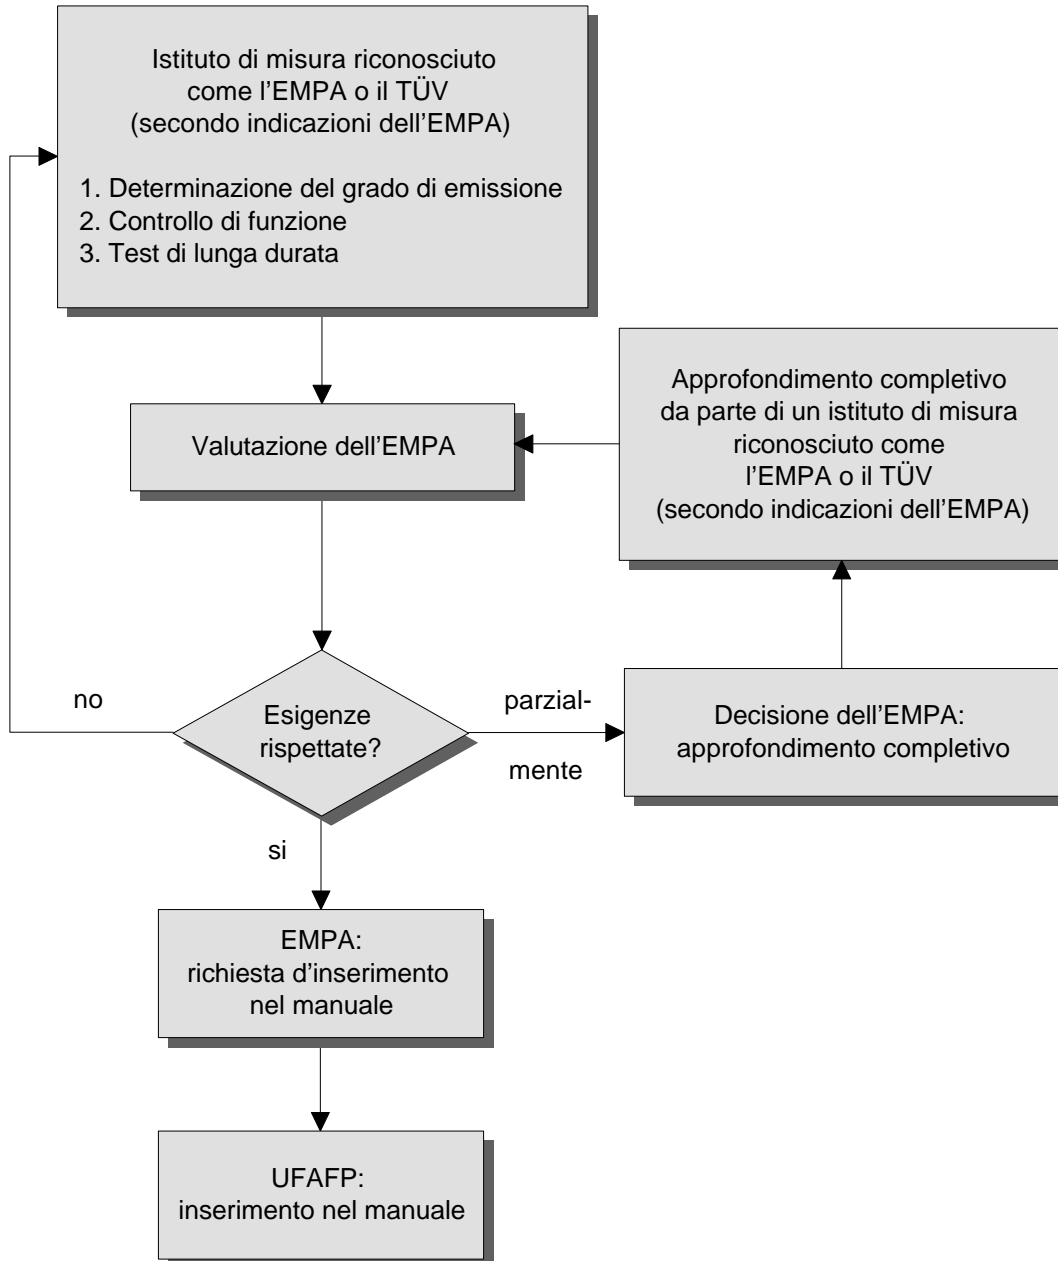 Istituto di misura riconosciuto
come l'EMPA o il TÜV
(secondo indicazioni dell'EMPA)
1. Determinazione del grado di emissione
2. Controllo di funzione
3. Test di lunga durata
Approfondimento completivo
da parte di un istituto di misura
riconosciuto come
l'EMPA o il TÜV
(secondo indicazioni dell'EMPA)
Valutazione dell'EMPA
no
Esigenze
rispettate?
parzial-
mente
Decisione dell'EMPA:
approfondimento completivo
si
EMPA:
richiesta d'inserimento
nel manuale
UFAFP:
inserimento nel manuale